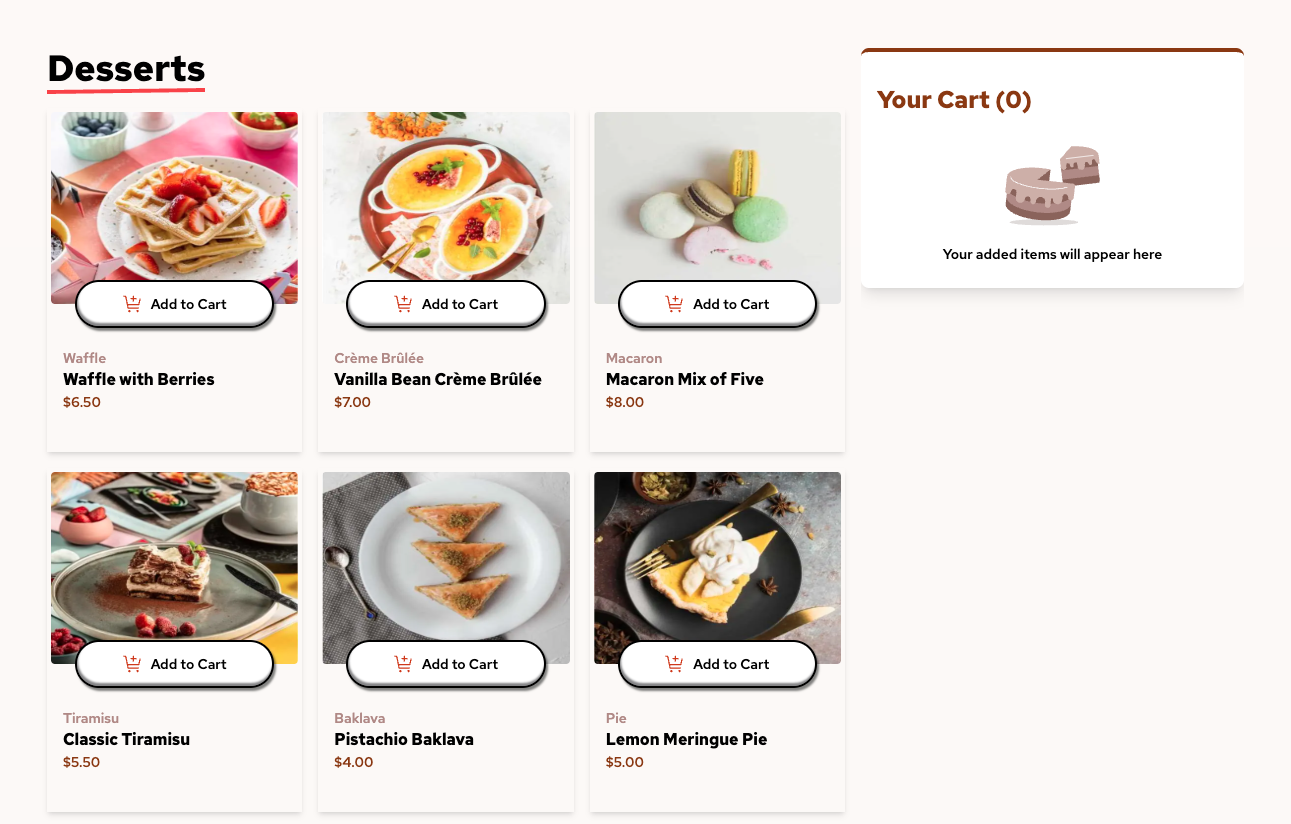 Desserts
Your Cart (0)
Your added items will appear here
Add to Cart
Waffle
Waffle with Berries
$6.50
Add to Cart
Crème Brûlée
Vanilla Bean Crème Brûlée
$7.00
Add to Cart
Macaron
Macaron Mix of Five
$8.00
Add to Cart
Tiramisu
Classic Tiramisu
$5.50
Add to Cart
Baklava
Pistachio Baklava
$4.00
Add to Cart
Pie
Lemon Meringue Pie
$5.00